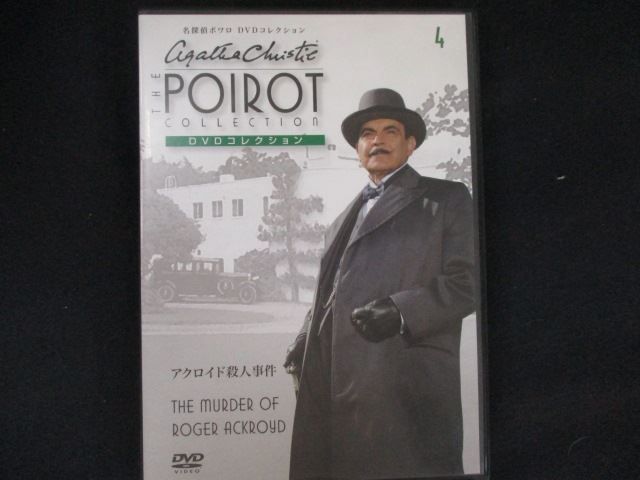 名探偵ポワロ DVDコレクション
4
Agatha Christie
THE
POIROT
COLLECTION
DVDコレクション
アクロイド殺人事件
THE MURDER OF
ROGER ACKROYD
DVD
VIDEO